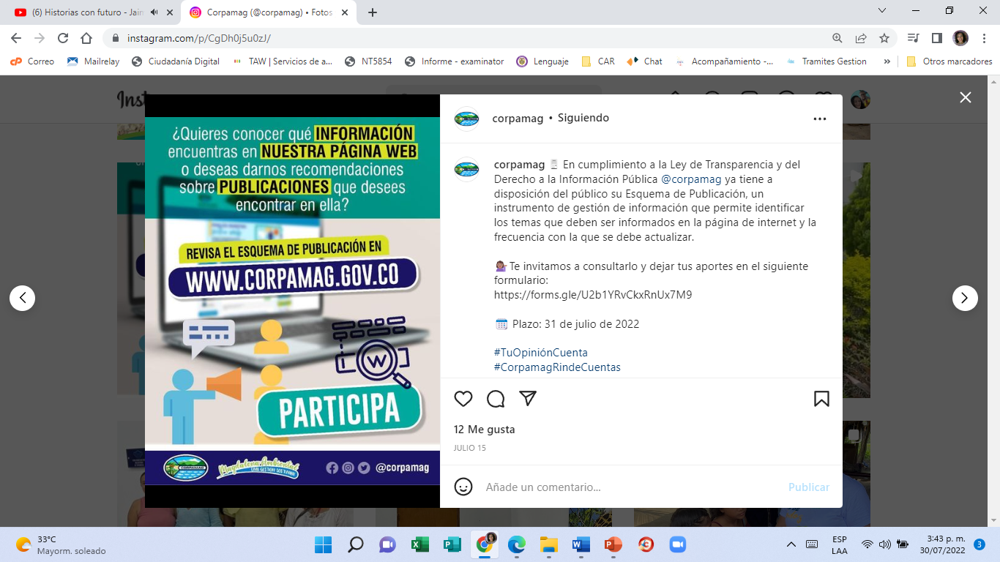 (6) Historias con futuro - Jain
Corpamag (@corpamag) • Fotos
instagram.com/p/CgDh0j5u0zJ/
Correo
Mailrelay
Ciudadanía Digital
TAW | Servicios de a...
NT5854
Informe - examinator
Lenguaje
CAR
Chat
Acompañamiento -...
Tramites Gestion
»
Otros marcadores
¿Quieres conocer qué INFORMACIÓN
encuentras en NUESTRA PÁGINA WEB
o deseas darnos recomendaciones
sobre PUBLICACIONES que desees
encontrar en ella?
REVISA EL ESQUEMA DE PUBLICACIÓN EN
WWW.CORPAMAG.GOV.CO
W
PARTICIPA
CORPAMAG
Magdalena Ambiental
@corpamag
corpamag • Siguiendo
corpamag En cumplimiento a la Ley de Transparencia y del
Derecho a la Información Pública @corpamag ya tiene a
disposición del público su Esquema de Publicación, un
instrumento de gestión de información que permite identificar
los temas que deben ser informados en la página de internet y la
frecuencia con la que se debe actualizar.
Te invitamos a consultarlo y dejar tus aportes en el siguiente
formulario:
https://forms.gle/U2b1YRvCkxRnUx7M9
Plazo: 31 de julio de 2022
#TuOpiniónCuenta
#CorpamagRindeCuentas
12 Me gusta
JULIO 15
Añade un comentario...
Publicar
33°C
Mayorm. soleado
ESP
LAA
3:43 p. m.
30/07/2022
3